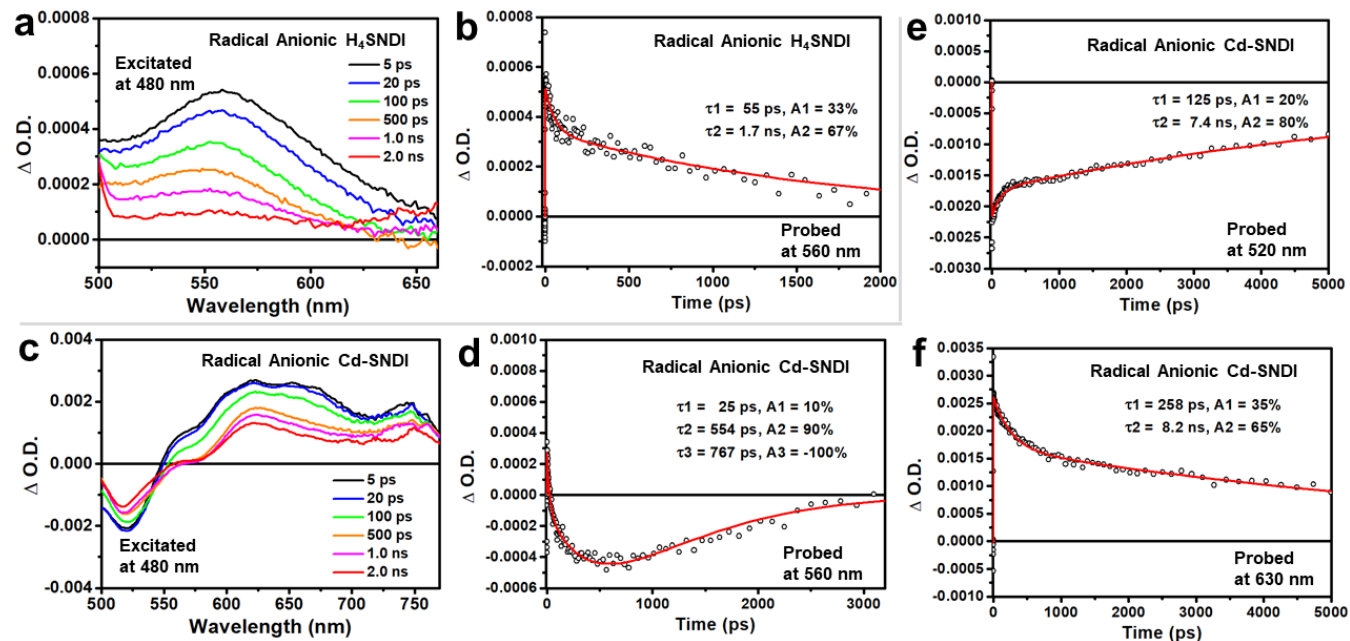 a
Radical Anionic H₄SNDI
Excitated
at 480 nm
5 ps
20 ps
100 ps
500 ps
1.0 ns
2.0 ns
0.0008
0.0006
0.0004
0.0002
0.0000
Δ O.D.
500 550 600 650
Wavelength (nm)
b
Radical Anionic H₄SNDI
τ1 = 55 ps, A1 = 33%
τ2 = 1.7 ns, A2 = 67%
Probed
at 560 nm
0.0008
0.0006
0.0004
0.0002
0.0000
-0.0002
Δ O.D.
0 500 1000 1500 2000
Time (ps)
e
Radical Anionic Cd-SNDI
τ1 = 125 ps, A1 = 20%
τ2 = 7.4 ns, A2 = 80%
Probed
at 520 nm
0.0010
0.0005
0.0000
-0.0005
-0.0010
-0.0015
-0.0020
-0.0025
-0.0030
Δ O.D.
0 1000 2000 3000 4000 5000
Time (ps)
c
Radical Anionic Cd-SNDI
5 ps
20 ps
100 ps
500 ps
1.0 ns
2.0 ns
Excitated
at 480 nm
0.004
0.002
0.000
-0.002
-0.004
Δ O.D.
500 550 600 650 700 750
Wavelength (nm)
d
Radical Anionic Cd-SNDI
τ1 = 25 ps, A1 = 10%
τ2 = 554 ps, A2 = 90%
τ3 = 767 ps, A3 = -100%
Probed
at 560 nm
0.0010
0.0008
0.0006
0.0004
0.0002
0.0000
-0.0002
-0.0004
-0.0006
Δ O.D.
0 1000 2000 3000
Time (ps)
f
Radical Anionic Cd-SNDI
τ1 = 258 ps, A1 = 35%
τ2 = 8.2 ns, A2 = 65%
Probed
at 630 nm
0.0035
0.0030
0.0025
0.0020
0.0015
0.0010
0.0005
0.0000
-0.0005
-0.0010
Δ O.D.
0 1000 2000 3000 4000 5000
Time (ps)